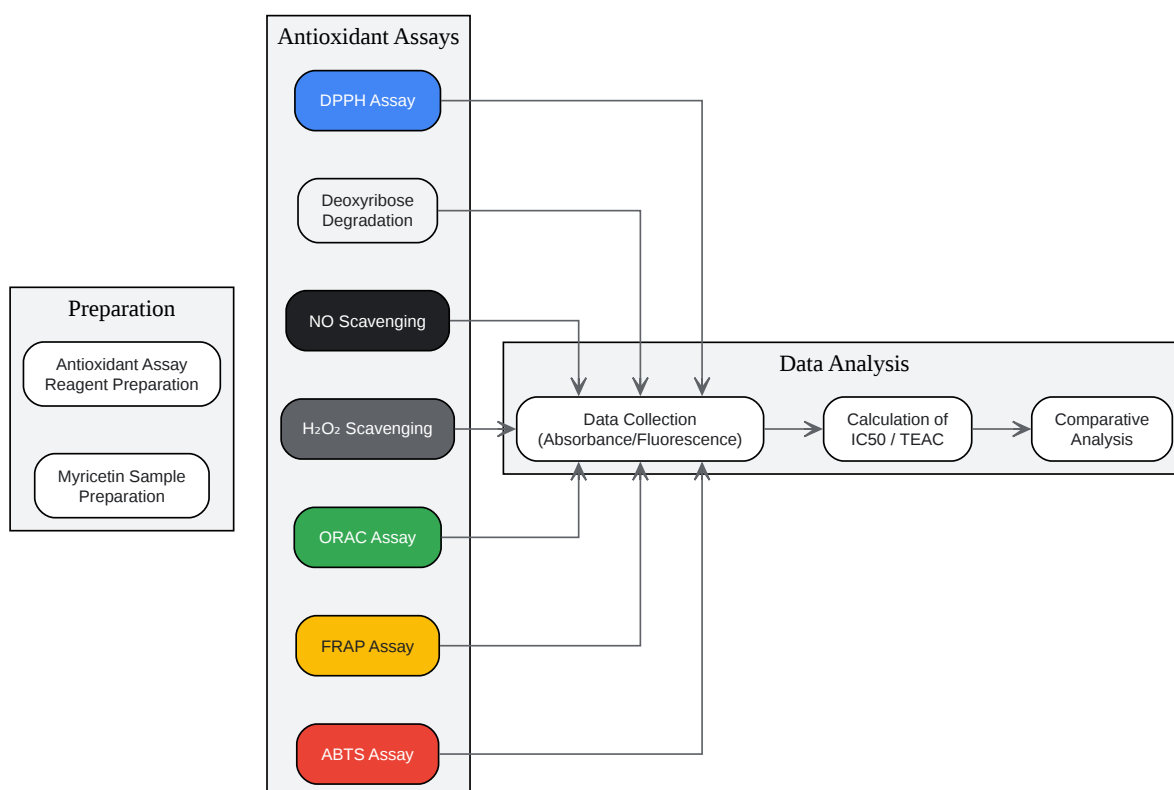 Preparation
Antioxidant Assay
Reagent Preparation
Myricetin Sample
Preparation
Antioxidant Assays
DPPH Assay
Deoxyribose
Degradation
NO Scavenging
H₂O₂ Scavenging
ORAC Assay
FRAP Assay
ABTS Assay
Data Analysis
Data Collection
(Absorbance/Fluorescence)
Calculation of
IC50 / TEAC
Comparative
Analysis